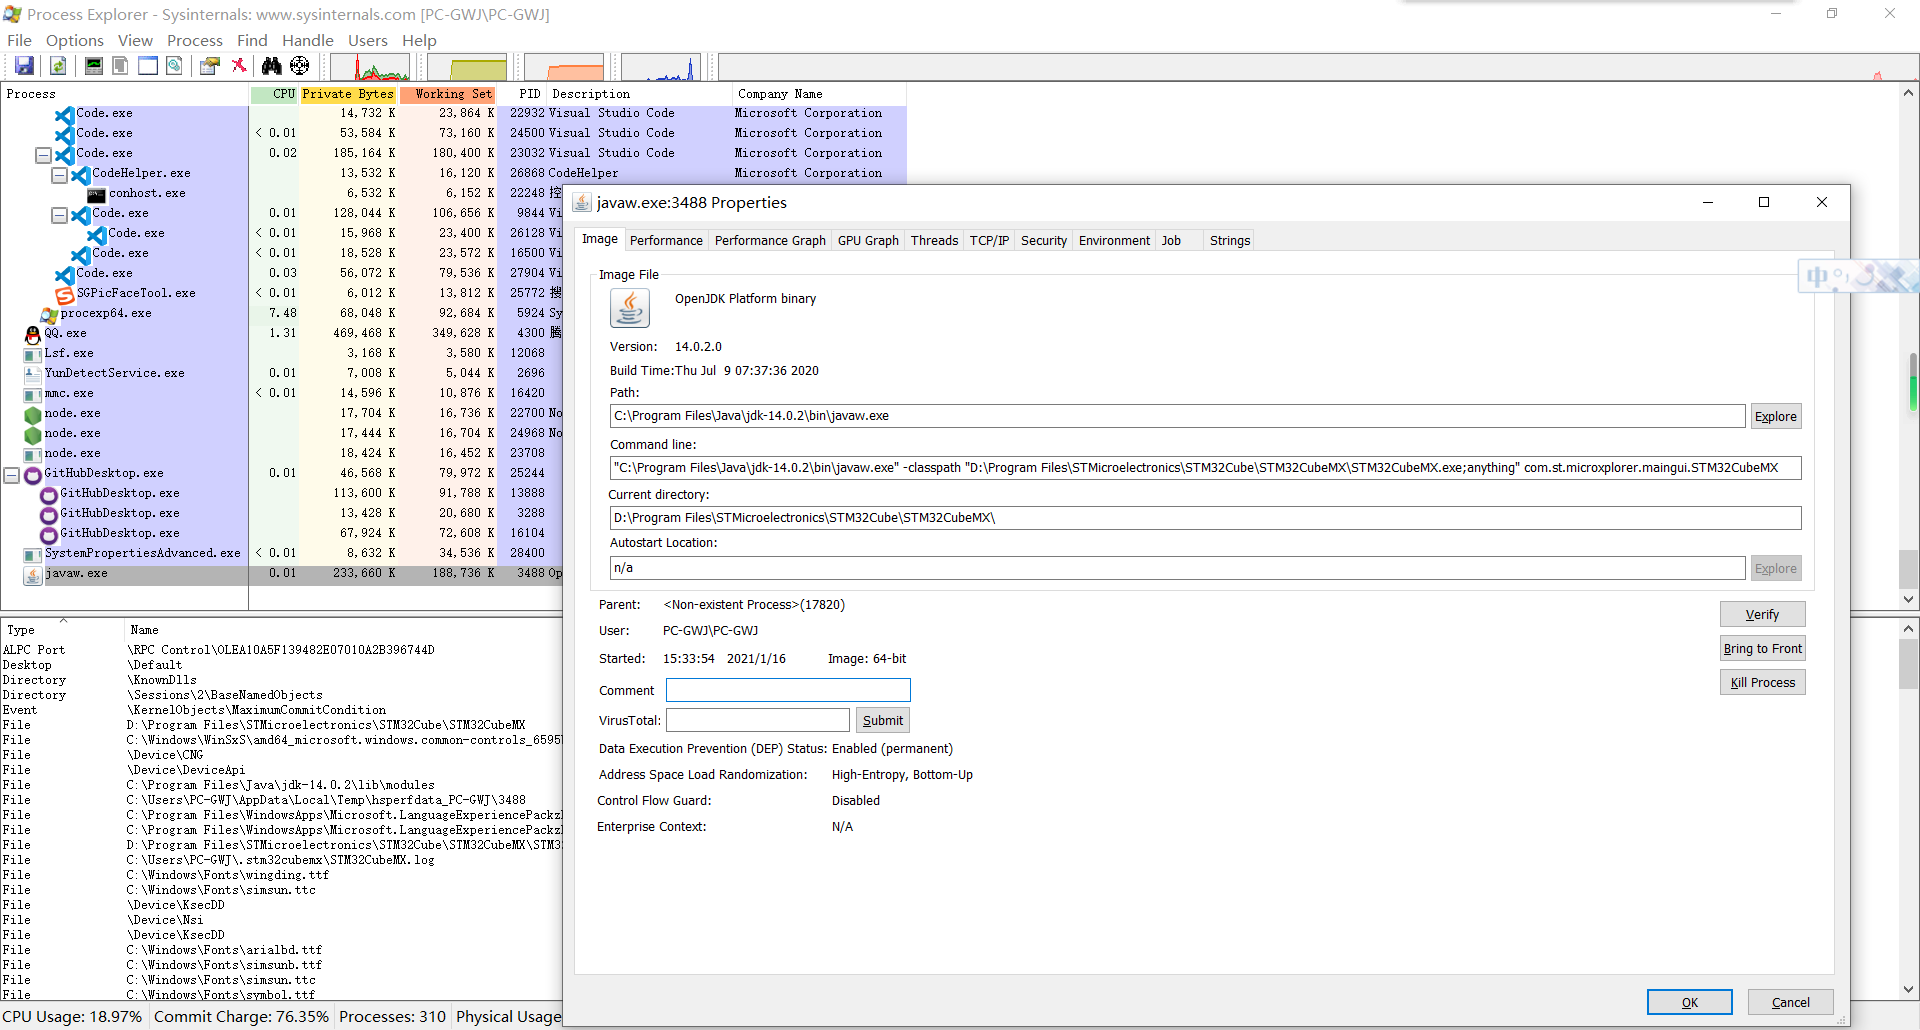 Process Explorer - Sysinternals: www.sysinternals.com [PC-GWJ\PC-GWJ]
File Options View Process Find Handle Users Help
Process CPU Private Bytes Working Set PID Description Company Name
Code.exe 14,732 K 23,864 K 22932 Visual Studio Code Microsoft Corporation
Code.exe < 0.01 53,584 K 73,160 K 24500 Visual Studio Code Microsoft Corporation
Code.exe 0.02 185,164 K 180,400 K 23032 Visual Studio Code Microsoft Corporation
CodeHelper.exe 13,532 K 16,120 K 26868 CodeHelper Microsoft Corporation
conhost.exe 6,532 K 6,152 K 22248 控
Code.exe 0.01 128,044 K 106,656 K 9844 Vi
Code.exe < 0.01 15,968 K 23,400 K 26128 Vi
Code.exe < 0.01 18,528 K 23,572 K 16500 Vi
Code.exe 0.03 56,072 K 79,536 K 27904 Vi
SGPicFaceTool.exe < 0.01 6,012 K 13,812 K 25772 搜
procexp64.exe 7.48 68,048 K 92,684 K 5924 Sy
QQ.exe 1.31 469,468 K 349,628 K 4300 腾
Lsf.exe 3,168 K 3,580 K 12068
YunDetectService.exe 0.01 7,008 K 5,044 K 2696
mmc.exe < 0.01 14,596 K 10,876 K 16420
node.exe 17,704 K 16,736 K 22700 No
node.exe 17,444 K 16,704 K 24968 No
node.exe 18,424 K 16,452 K 23708
GitHubDesktop.exe 0.01 46,568 K 79,972 K 25244
GitHubDesktop.exe 113,600 K 91,788 K 13888
GitHubDesktop.exe 13,428 K 20,680 K 3288
GitHubDesktop.exe 67,924 K 72,608 K 16104
SystemPropertiesAdvanced.exe < 0.01 8,632 K 34,536 K 28400
javaw.exe 0.01 233,660 K 188,736 K 3488 Op
Type Name
ALPC Port \RPC Control\OLEA10A5F139482E07010A2B396744D
Desktop \Default
Directory \KnownDlls
Directory \Sessions\2\BaseNamedObjects
Event \KernelObjects\MaximumCommitCondition
File D:\Program Files\STMicroelectronics\STM32Cube\STM32CubeMX
File C:\Windows\WinSxS\amd64_microsoft.windows.common-controls_6595
File \Device\CNG
File \Device\DeviceApi
File C:\Program Files\Java\jdk-14.0.2\lib\modules
File C:\Users\PC-GWJ\AppData\Local\Temp\hsperfdata_PC-GWJ\3488
File C:\Program Files\WindowsApps\Microsoft.LanguageExperiencePackz
File C:\Program Files\WindowsApps\Microsoft.LanguageExperiencePackz
File D:\Program Files\STMicroelectronics\STM32Cube\STM32CubeMX\STM3
File C:\Users\PC-GWJ\.stm32cubemx\STM32CubeMX.log
File C:\Windows\Fonts\wingding.ttf
File C:\Windows\Fonts\simsun.ttc
File \Device\KsecDD
File \Device\Nsi
File \Device\KsecDD
File C:\Windows\Fonts\arialbd.ttf
File C:\Windows\Fonts\simsunb.ttf
File C:\Windows\Fonts\simsun.ttc
File C:\Windows\Fonts\symbol.ttf
CPU Usage: 18.97% Commit Charge: 76.35% Processes: 310 Physical Usage
javaw.exe:3488 Properties
Image Performance Performance Graph GPU Graph Threads TCP/IP Security Environment Job Strings
Image File
OpenJDK Platform binary
Version: 14.0.2.0
Build Time:Thu Jul 9 07:37:36 2020
Path:
C:\Program Files\Java\jdk-14.0.2\bin\javaw.exe Explore
Command line:
"C:\Program Files\Java\jdk-14.0.2\bin\javaw.exe" -classpath "D:\Program Files\STMicroelectronics\STM32Cube\STM32CubeMX\STM32CubeMX.exe;anything" com.st.microxplorer.maingui.STM32CubeMX
Current directory:
D:\Program Files\STMicroelectronics\STM32Cube\STM32CubeMX\
Autostart Location:
n/a Explore
Parent: <Non-existent Process>(17820)
User: PC-GWJ\PC-GWJ
Started: 15:33:54 2021/1/16 Image: 64-bit
Comment
VirusTotal: Submit
Data Execution Prevention (DEP) Status: Enabled (permanent)
Address Space Load Randomization: High-Entropy, Bottom-Up
Control Flow Guard: Disabled
Enterprise Context: N/A
Verify
Bring to Front
Kill Process
OK Cancel
中